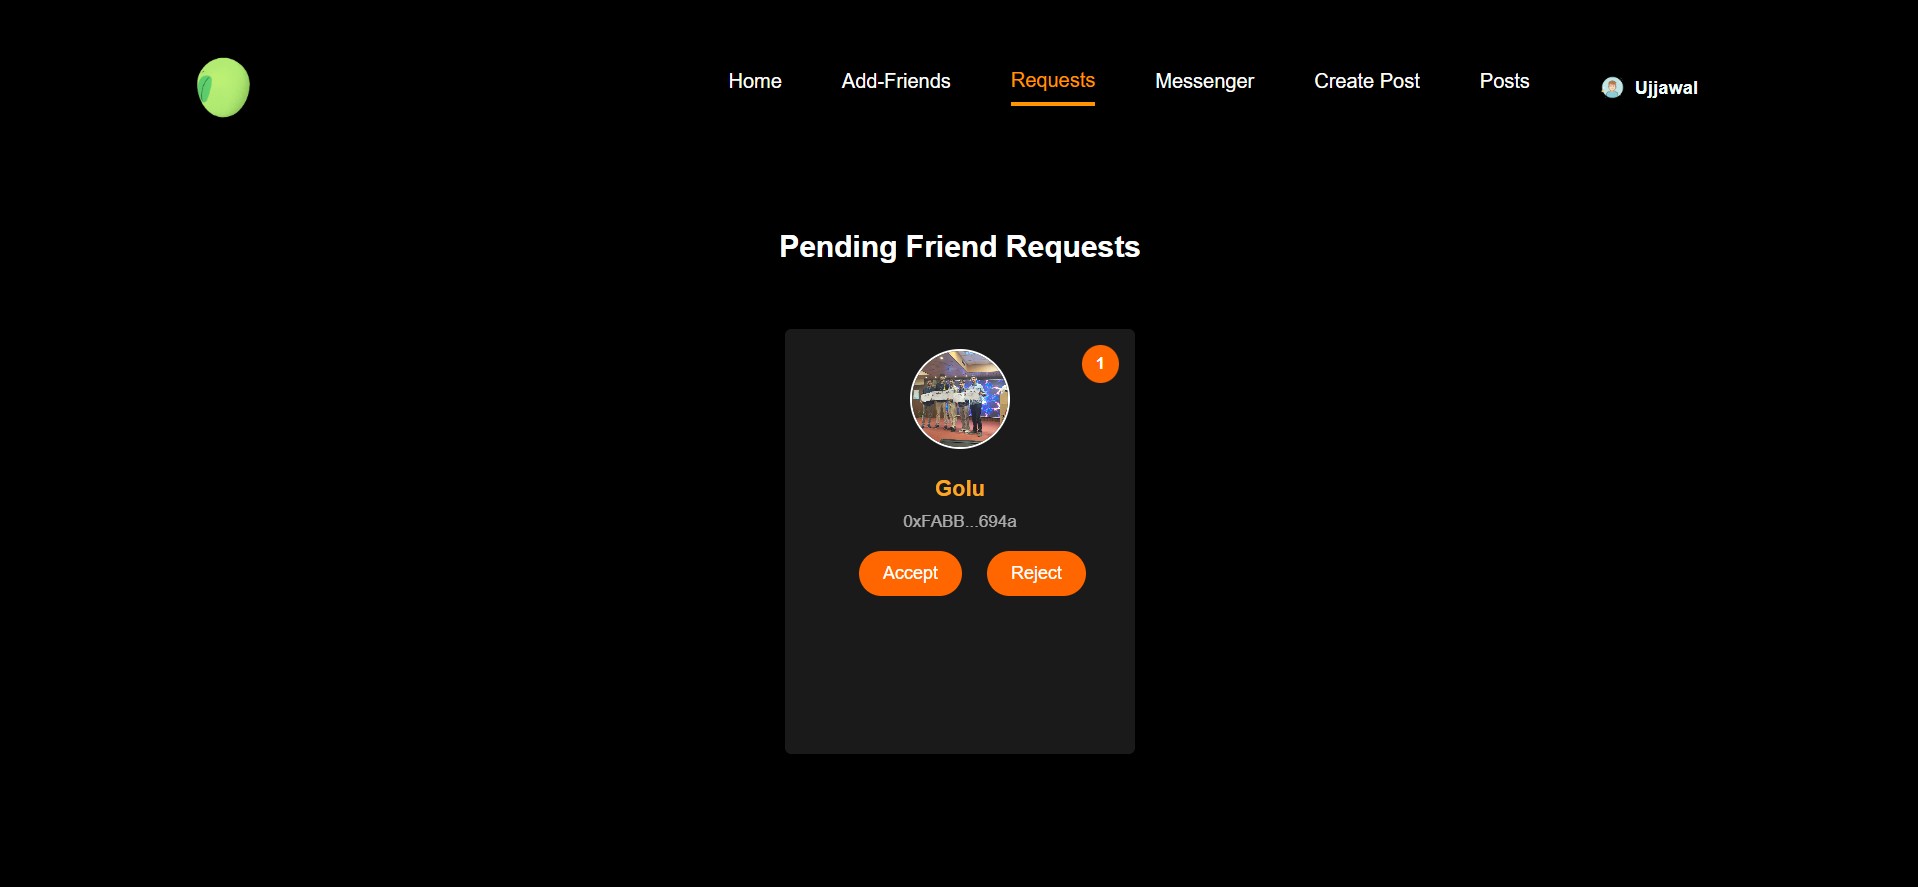 Home Add-Friends Requests Messenger Create Post Posts Ujjawal
Pending Friend Requests
1
Golu
0xFABB...694a
Accept Reject